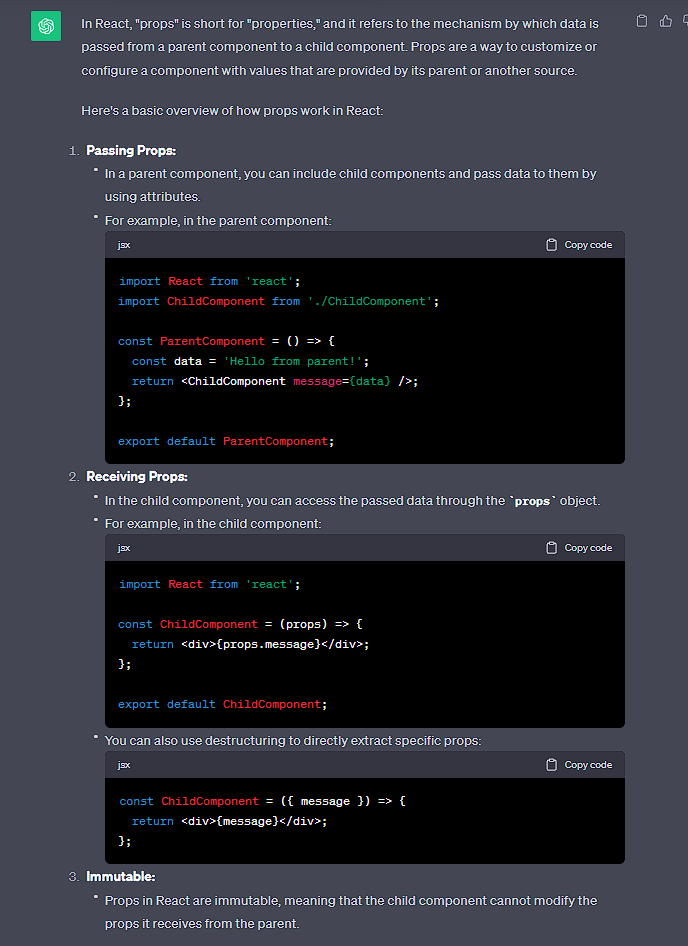 In React, "props" is short for "properties," and it refers to the mechanism by which data is
passed from a parent component to a child component. Props are a way to customize or
configure a component with values that are provided by its parent or another source.
Here's a basic overview of how props work in React:
1. Passing Props:
• In a parent component, you can include child components and pass data to them by
using attributes.
• For example, in the parent component:
jsx Copy code
import React from 'react';
import ChildComponent from './ChildComponent';
const ParentComponent = () => {
  const data = 'Hello from parent!';
  return <ChildComponent message={data} />;
};
export default ParentComponent;
2. Receiving Props:
• In the child component, you can access the passed data through the `props` object.
• For example, in the child component:
jsx Copy code
import React from 'react';
const ChildComponent = (props) => {
  return <div>{props.message}</div>;
};
export default ChildComponent;
• You can also use destructuring to directly extract specific props:
jsx Copy code
const ChildComponent = ({ message }) => {
  return <div>{message}</div>;
};
3. Immutable:
• Props in React are immutable, meaning that the child component cannot modify the
props it receives from the parent.